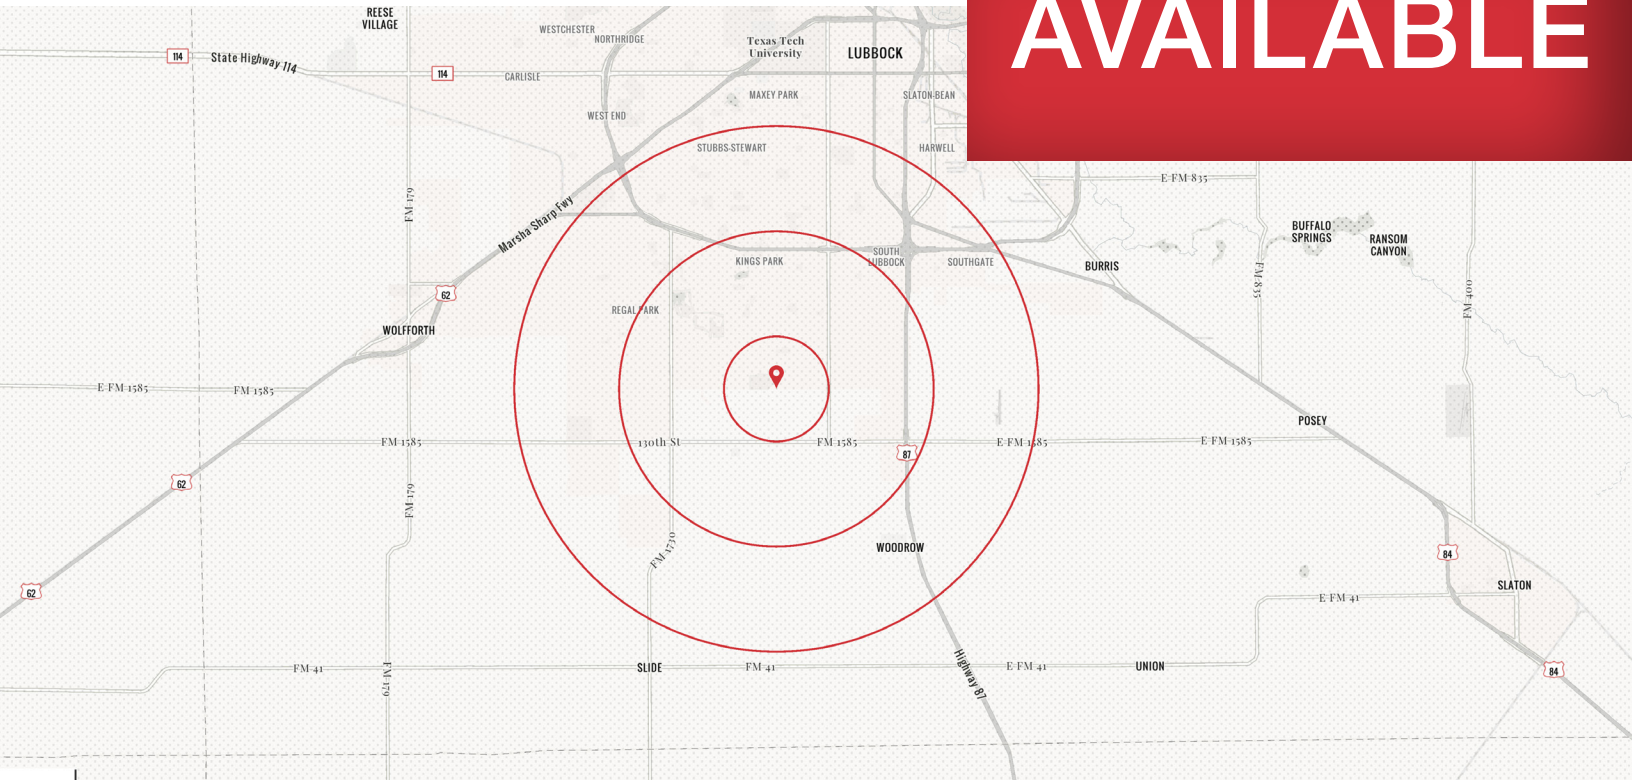 AVAILABLE
REESE
VILLAGE
WESTCHESTER
NORTHRIDGE
Texas Tech
University
LUBBOCK
114
State Highway 114
114
CARLISLE
MAXEY PARK
SLATON-BEAN
WEST END
STUBBS-STEWART
HARWELL
E FM 835
FM 179
Marsha Sharp Fwy
BUFFALO
SPRINGS
RANSOM
CANYON
KINGS PARK
SOUTH
LUBBOCK
SOUTHGATE
BURRIS
FM 835
FM 400
62
REGAL PARK
WOLFFORTH
E FM 1585
FM 1585
POSEY
FM 1585
130th St
FM 1585
E FM 1585
E FM 1585
87
62
FM 179
FM 1730
WOODROW
84
62
SLATON
E FM 41
FM 41
FM 179
SLIDE
FM 41
Highway 87
E FM 41
UNION
84